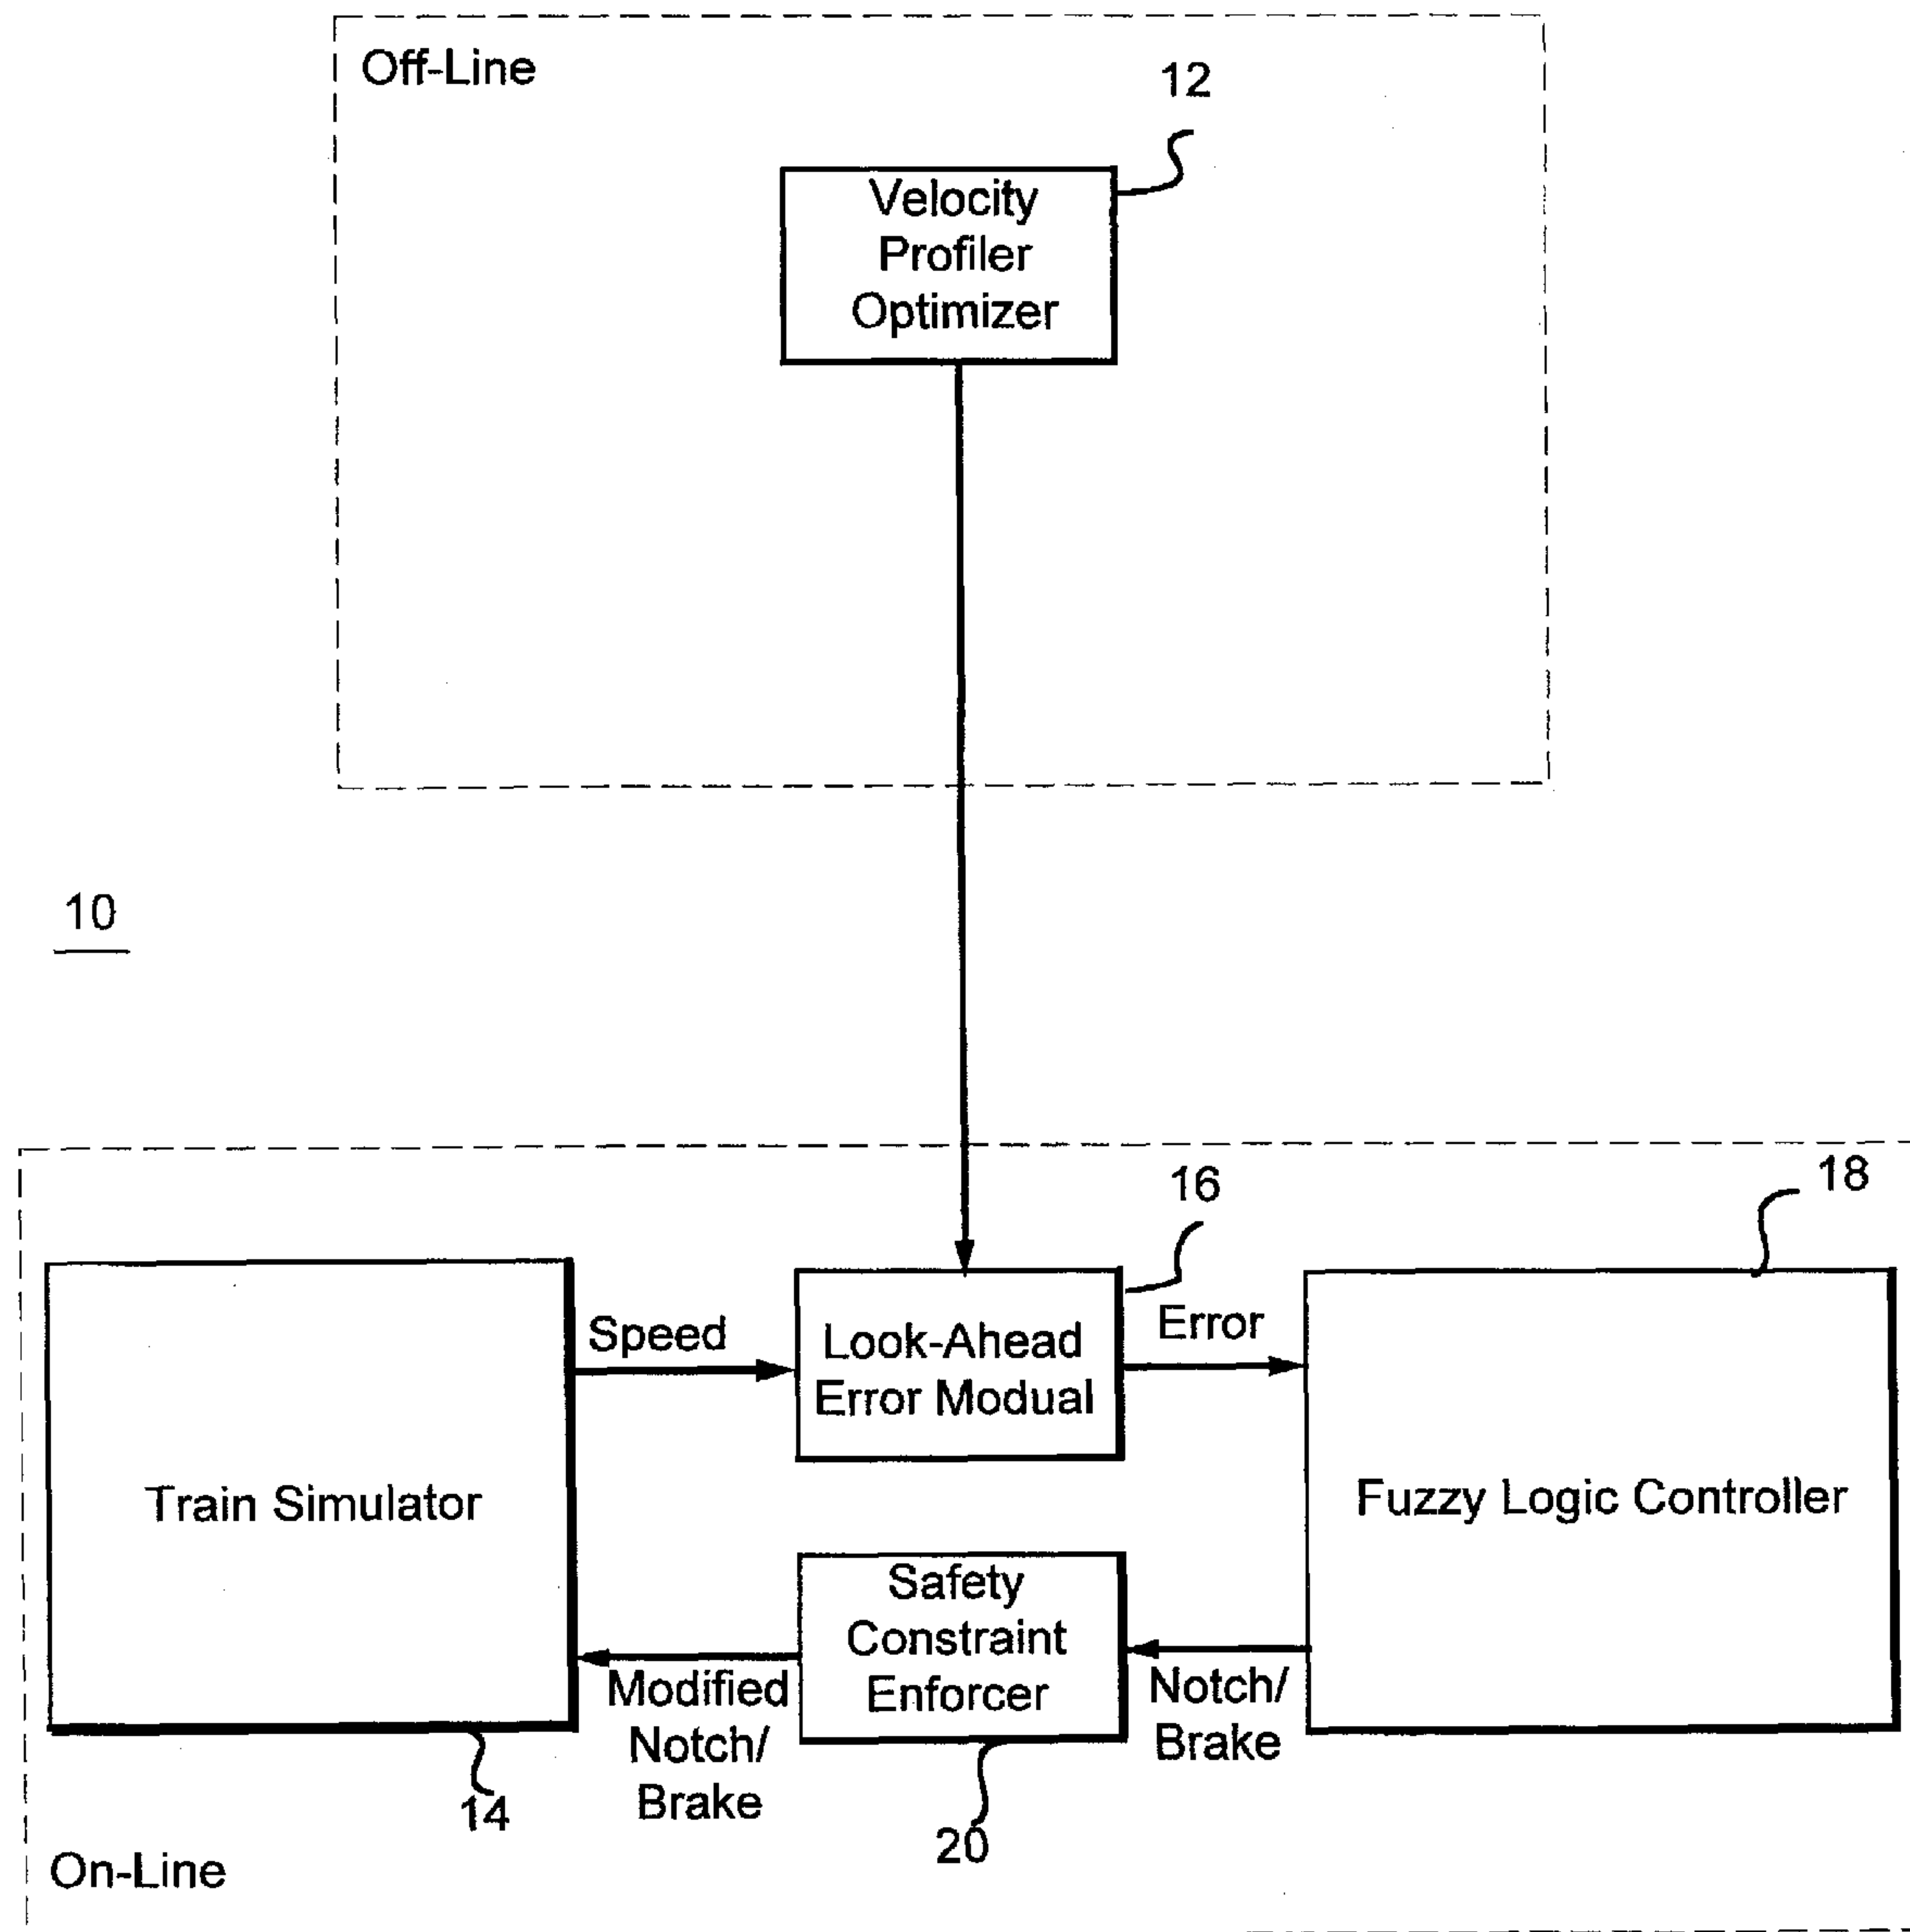 Off-Line
12
Velocity
Profiler
Optimizer
10
16
18
Speed
Look-Ahead
Error Modual
Error
Train Simulator
Fuzzy Logic Controller
Safety
Constraint
Enforcer
Modified
Notch/
Brake
Notch/
Brake
14
20
On-Line